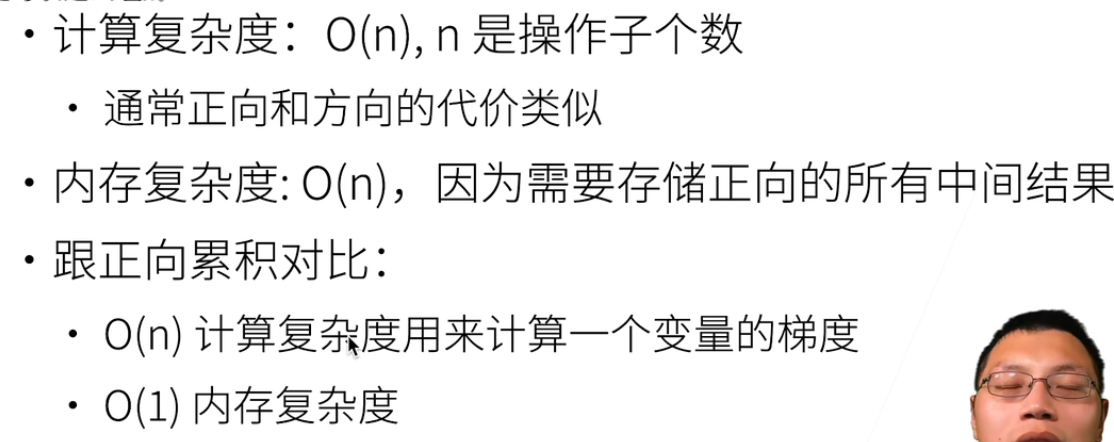 • 计算复杂度：O(n), n 是操作子个数
• 通常正向和方向的代价类似
• 内存复杂度: O(n)，因为需要存储正向的所有中间结果
• 跟正向累积对比：
• O(n) 计算复杂度用来计算一个变量的梯度
• O(1) 内存复杂度